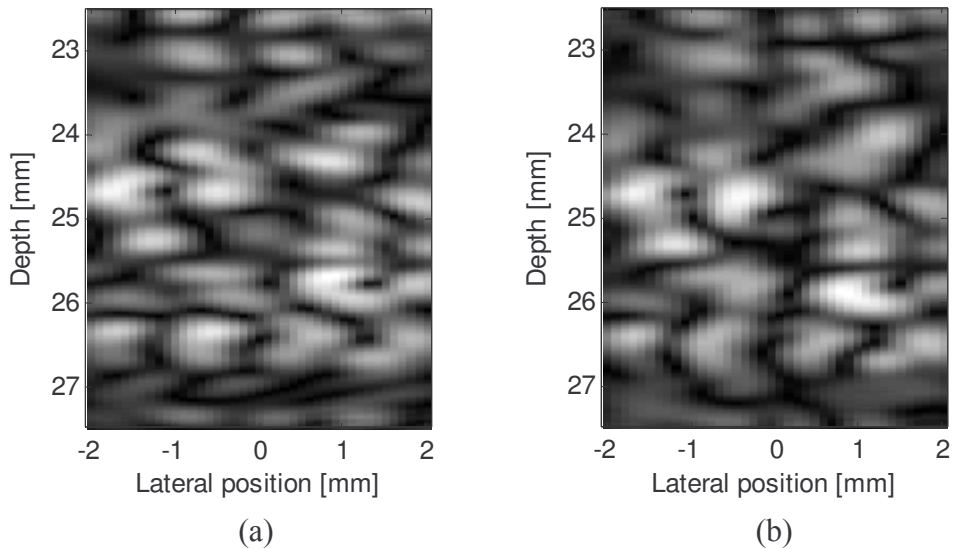 23
24
25
26
27
Depth [mm]
-2 -1 0 1 2
Lateral position [mm]
(a)
23
24
25
26
27
Depth [mm]
-2 -1 0 1 2
Lateral position [mm]
(b)